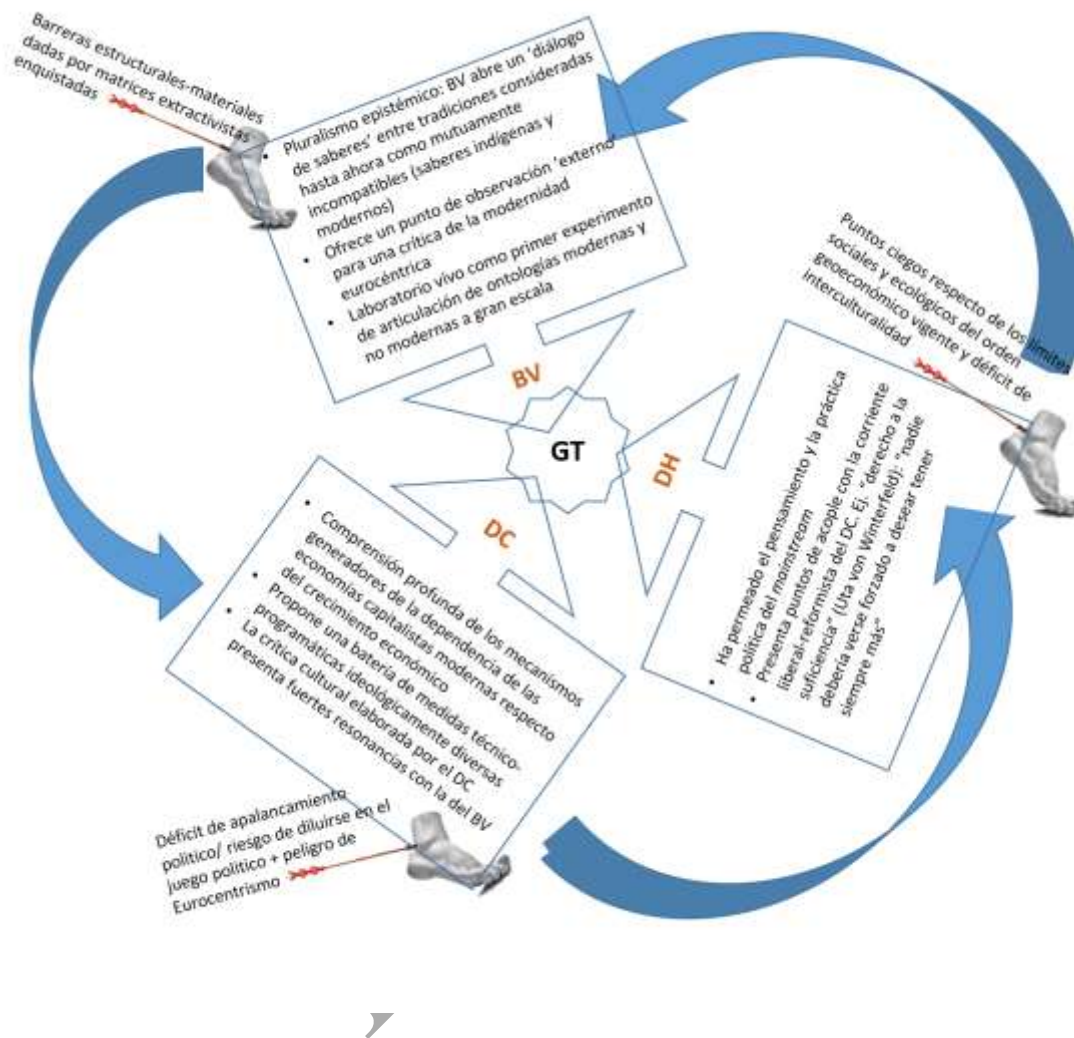 Barreras estructurales-materiales
dadas por matrices extractivistas
enquistadas
• Pluralismo epistémico: BV abre un 'diálogo
de saberes' entre tradiciones consideradas
hasta ahora como mutuamente
incompatibles (saberes indígenas y
modernos)
• Ofrece un punto de observación 'externo'
para una crítica de la modernidad
eurocéntrica
• Laboratorio vivo como primer experimento
de articulación de ontologías modernas y
no modernas a gran escala
BV
GT
DH
DC
Puntos ciegos respecto de los límites
sociales y ecológicos del orden
geoeconómico vigente y déficit de
interculturalidad
• Ha permeado el pensamiento y la práctica
política del mainstream
• Presenta puntos de acople con la corriente
liberal-reformista del DC. Ej. "derecho a la
suficiencia" (Uta von Winterfeld): "nadie
debería verse forzado a desear tener
siempre más"
• Comprensión profunda de los mecanismos
generadores de la dependencia de las
economías capitalistas modernas respecto
del crecimiento económico
• Propone una batería de medidas técnico-
programáticas ideológicamente diversas
• La crítica cultural elaborada por el DC
presenta fuertes resonancias con la del BV
Déficit de apalancamiento
político/ riesgo de diluirse en el
juego político + peligro de
Eurocentrismo